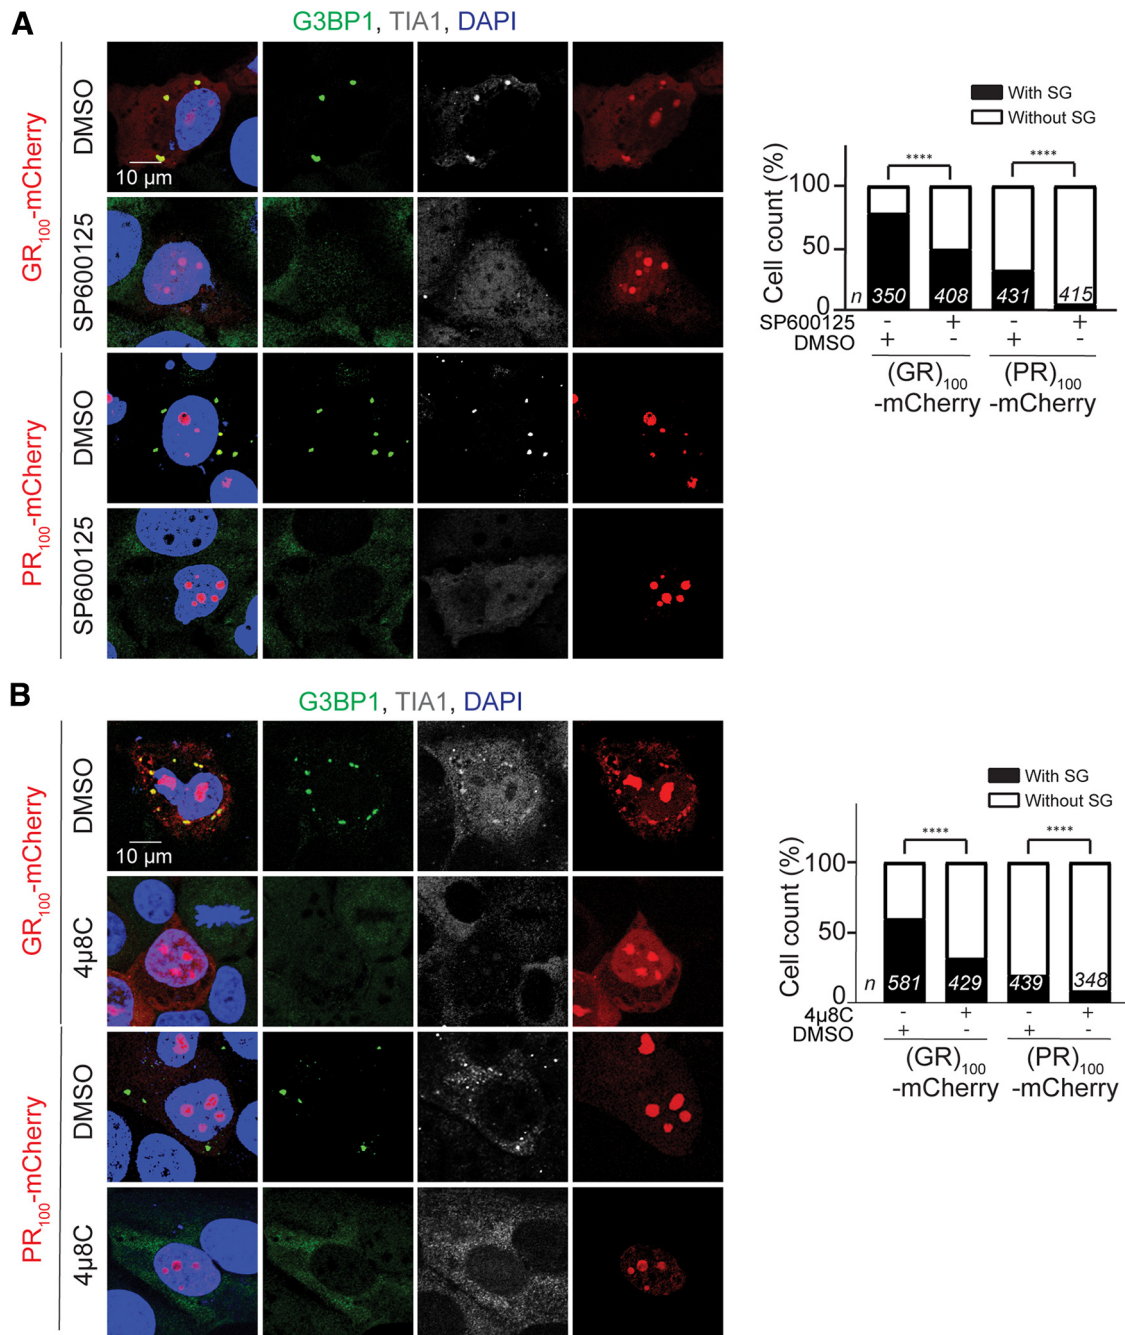 A
G3BP1, TIA1, DAPI
GR100-mCherry
DMSO
10 µm
SP600125
PR100-mCherry
DMSO
SP600125
With SG
Without SG
Cell count (%)
**** ****
100
50
0
n 350 408 431 415
SP600125 - + - +
DMSO + - + -
(GR)100 (PR)100
-mCherry -mCherry
B
G3BP1, TIA1, DAPI
GR100-mCherry
DMSO
10 µm
4µ8C
PR100-mCherry
DMSO
4µ8C
With SG
Without SG
Cell count (%)
**** ****
100
50
0
n 581 429 439 348
4µ8C - + - +
DMSO + - + -
(GR)100 (PR)100
-mCherry -mCherry